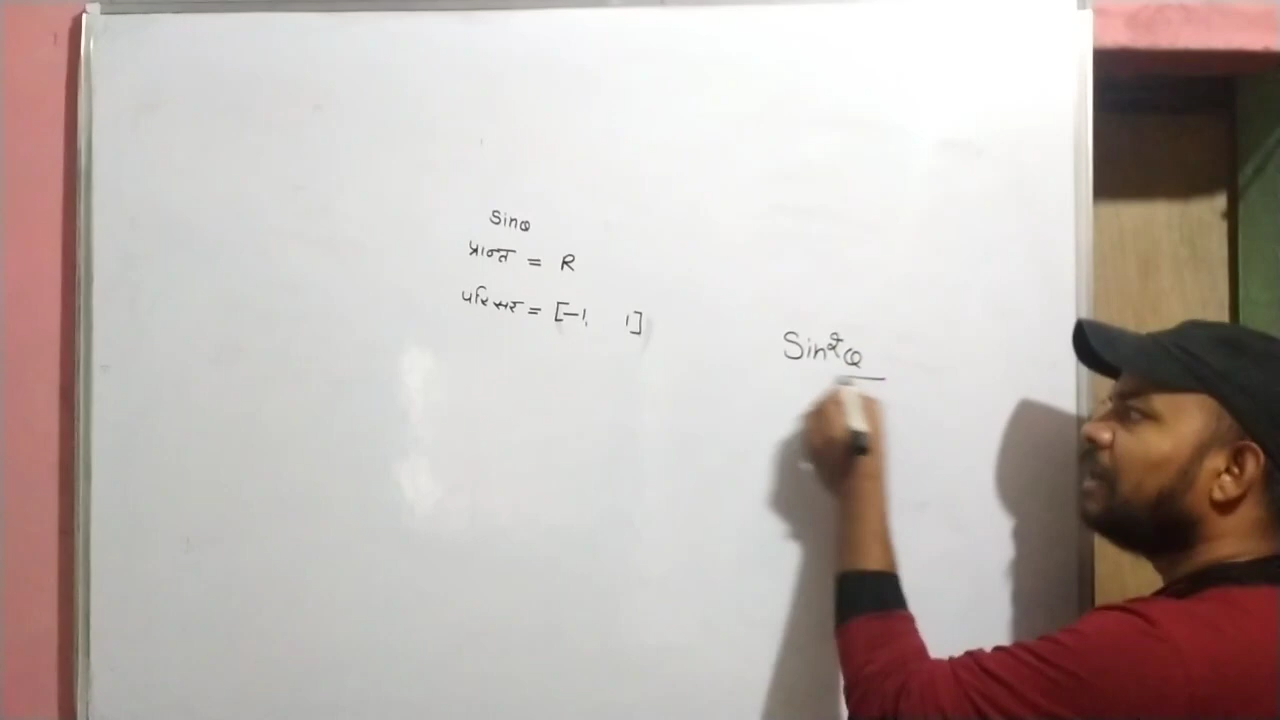 Sinθ
प्रान्त = R
परिसर = [-1, 1]
Sin²θ